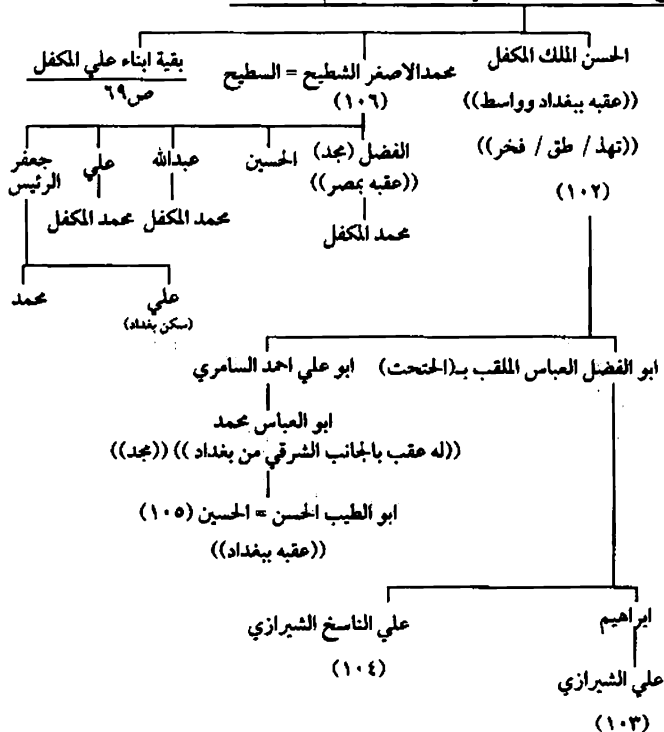 الحسن الملك المكفل
((عقبه ببغداد وواسط))
((تهذ / طق / فخر))
(١٠٢)
محمدالاصغر الشطيح = السطيح
(١٠٦)
بقية ابناء علي المكفل
ص٦٩
الفضل (مجد)
((عقبه بمصر))
محمد المكفل
الحسين
عبدالله
محمد المكفل
علي
محمد المكفل
جعفر
الرئيس
علي
(سكن بغداد)
محمد
ابو الفضل العباس الملقب بـ(الحتحت)
ابو علي احمد السامري
ابو العباس محمد
((له عقب بالجانب الشرقي من بغداد )) ((مجد))
ابو الطيب الحسن = الحسين (١٠٥)
((عقبه ببغداد))
ابراهيم
علي الشيرازي
(١٠٣)
علي الناسخ الشيرازي
(١٠٤)